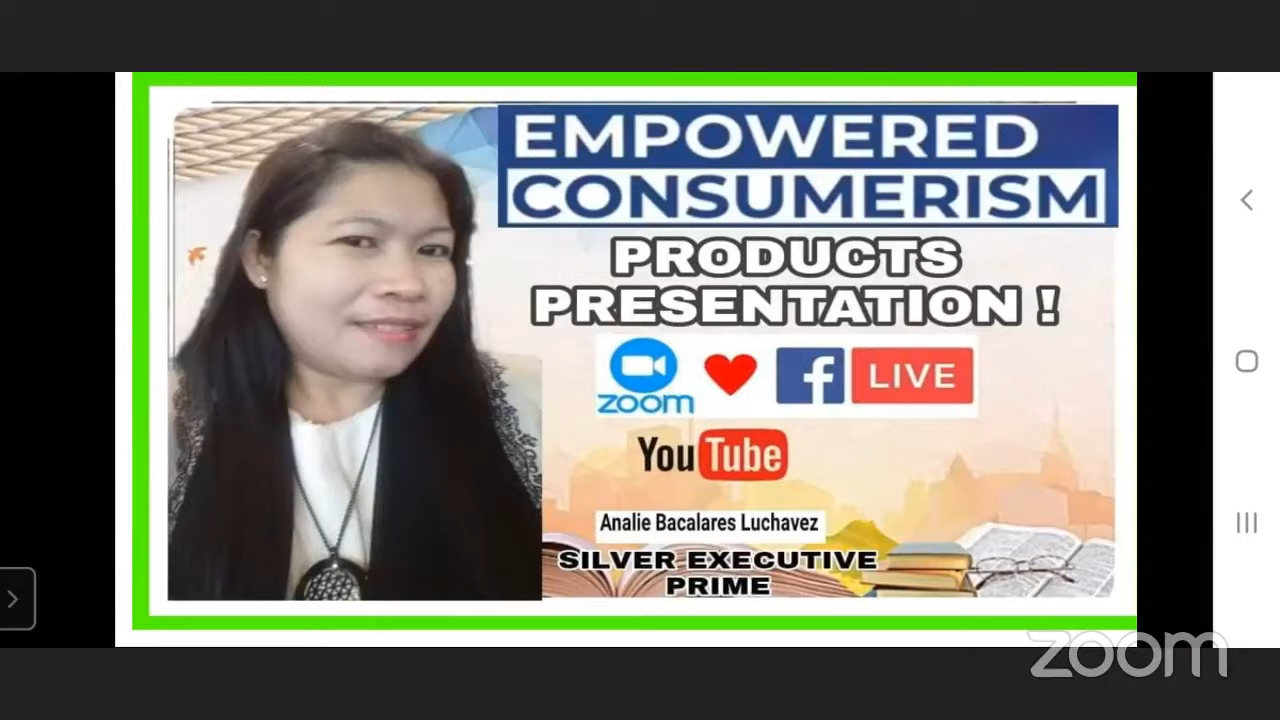 EMPOWERED
CONSUMERISM
PRODUCTS
PRESENTATION !
zoom
f LIVE
YouTube
Analie Bacalares Luchavez
SILVER EXECUTIVE
PRIME
zoom